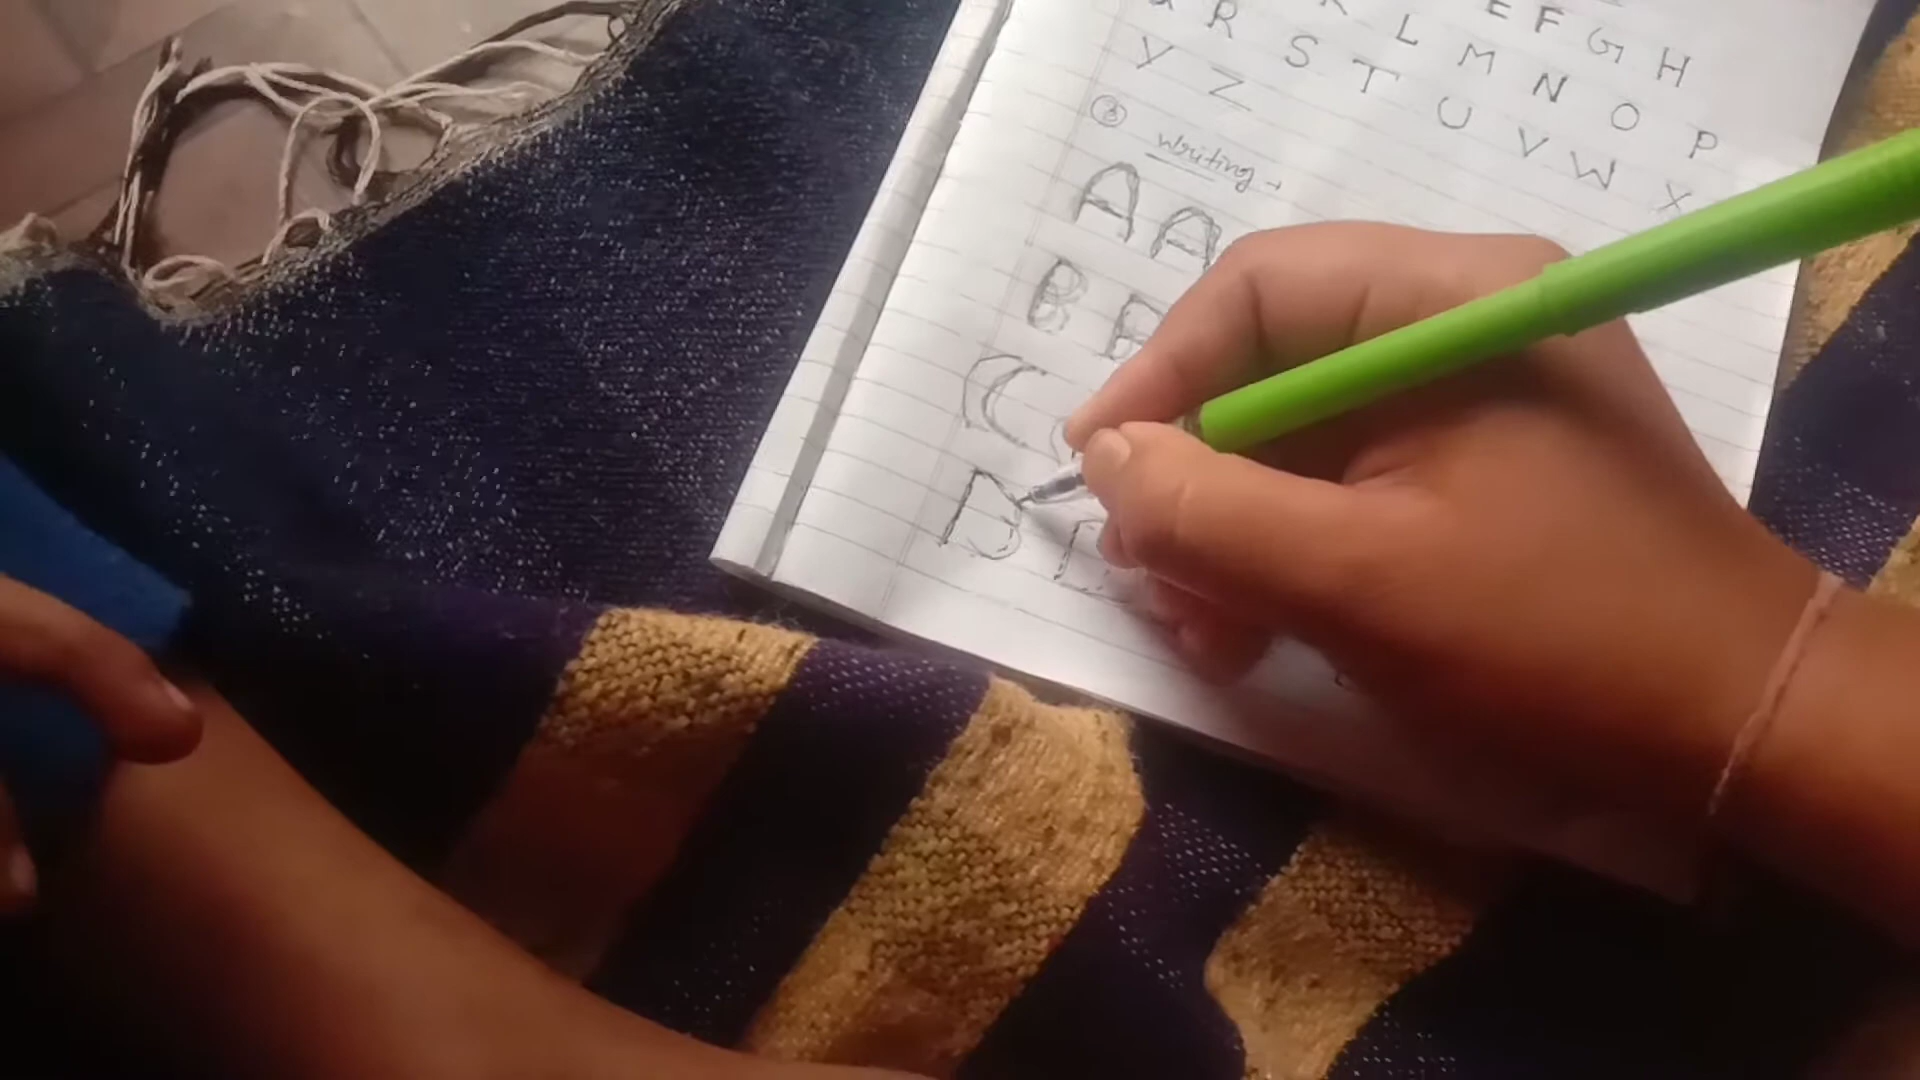 E F G H
K L M N O P
Q R S T U V W X
Y Z
③ Writing -
A A
B B
C C
D D